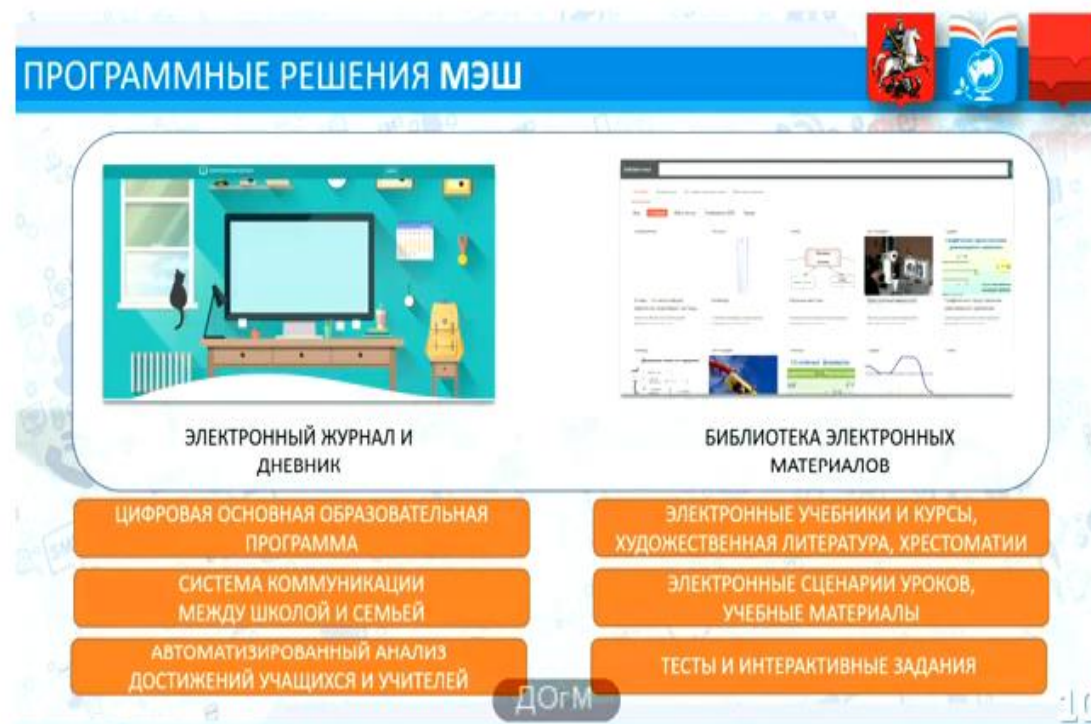 ПРОГРАММНЫЕ РЕШЕНИЯ МЭШ
ЭЛЕКТРОННЫЙ ЖУРНАЛ И
ДНЕВНИК
БИБЛИОТЕКА ЭЛЕКТРОННЫХ
МАТЕРИАЛОВ
ЦИФРОВАЯ ОСНОВНАЯ ОБРАЗОВАТЕЛЬНАЯ
ПРОГРАММА
ЭЛЕКТРОННЫЕ УЧЕБНИКИ И КУРСЫ,
ХУДОЖЕСТВЕННАЯ ЛИТЕРАТУРА, ХРЕСТОМАТИИ
СИСТЕМА КОММУНИКАЦИИ
МЕЖДУ ШКОЛОЙ И СЕМЬЕЙ
ЭЛЕКТРОННЫЕ СЦЕНАРИИ УРОКОВ,
УЧЕБНЫЕ МАТЕРИАЛЫ
АВТОМАТИЗИРОВАННЫЙ АНАЛИЗ
ДОСТИЖЕНИЙ УЧАЩИХСЯ И УЧИТЕЛЕЙ
ТЕСТЫ И ИНТЕРАКТИВНЫЕ ЗАДАНИЯ
ДОгМ